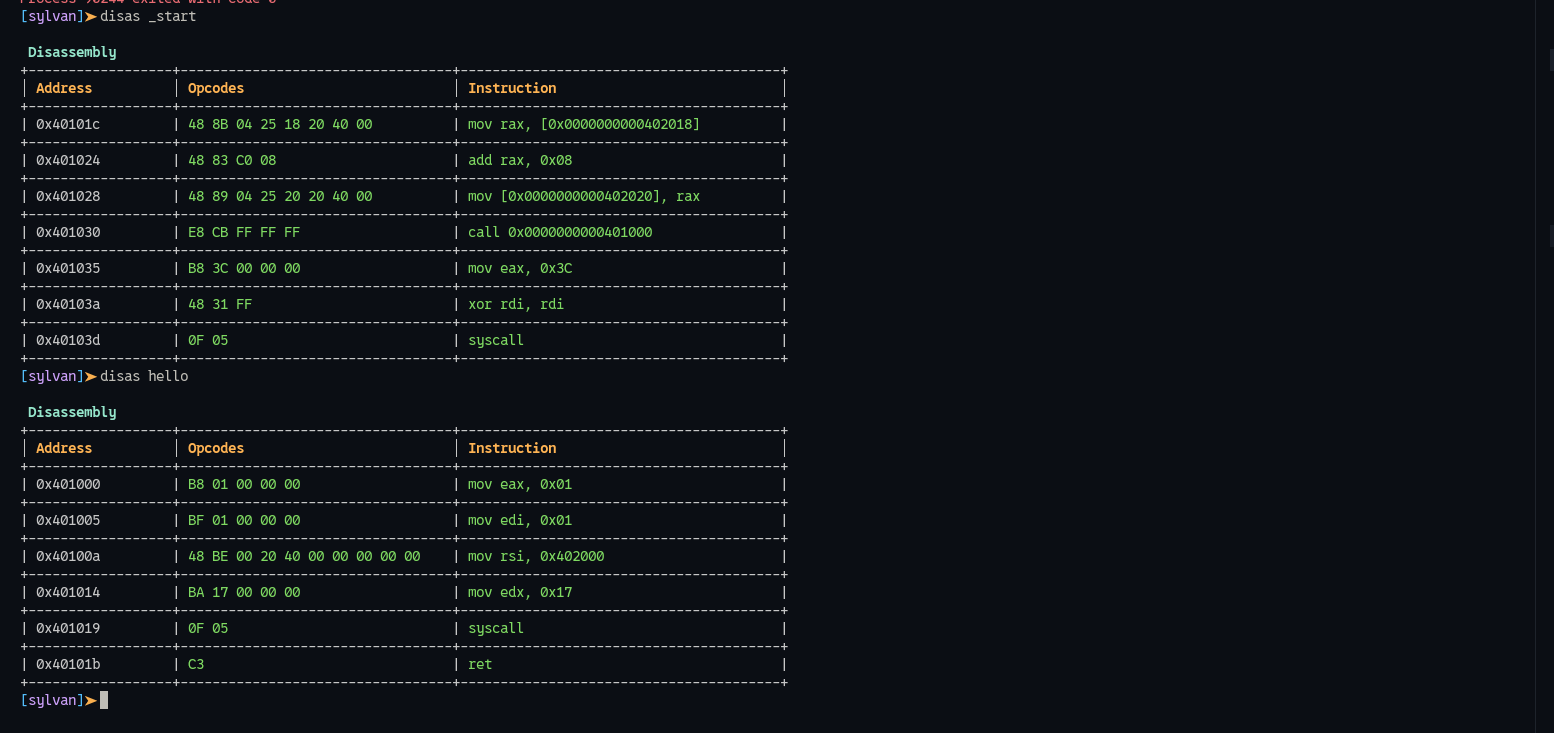 [sylvan]➤ disas _start
Disassembly
+------------------+----------------------------------+----------------------------------------+
| Address | Opcodes | Instruction |
+------------------+----------------------------------+----------------------------------------+
| 0x40101c | 48 8B 04 25 18 20 40 00 | mov rax, [0x0000000000402018] |
+------------------+----------------------------------+----------------------------------------+
| 0x401024 | 48 83 C0 08 | add rax, 0x08 |
+------------------+----------------------------------+----------------------------------------+
| 0x401028 | 48 89 04 25 20 20 40 00 | mov [0x0000000000402020], rax |
+------------------+----------------------------------+----------------------------------------+
| 0x401030 | E8 CB FF FF FF | call 0x0000000000401000 |
+------------------+----------------------------------+----------------------------------------+
| 0x401035 | B8 3C 00 00 00 | mov eax, 0x3C |
+------------------+----------------------------------+----------------------------------------+
| 0x40103a | 48 31 FF | xor rdi, rdi |
+------------------+----------------------------------+----------------------------------------+
| 0x40103d | 0F 05 | syscall |
+------------------+----------------------------------+----------------------------------------+
[sylvan]➤ disas hello
Disassembly
+------------------+----------------------------------+----------------------------------------+
| Address | Opcodes | Instruction |
+------------------+----------------------------------+----------------------------------------+
| 0x401000 | B8 01 00 00 00 | mov eax, 0x01 |
+------------------+----------------------------------+----------------------------------------+
| 0x401005 | BF 01 00 00 00 | mov edi, 0x01 |
+------------------+----------------------------------+----------------------------------------+
| 0x40100a | 48 BE 00 20 40 00 00 00 00 00 | mov rsi, 0x402000 |
+------------------+----------------------------------+----------------------------------------+
| 0x401014 | BA 17 00 00 00 | mov edx, 0x17 |
+------------------+----------------------------------+----------------------------------------+
| 0x401019 | 0F 05 | syscall |
+------------------+----------------------------------+----------------------------------------+
| 0x40101b | C3 | ret |
+------------------+----------------------------------+----------------------------------------+
[sylvan]➤